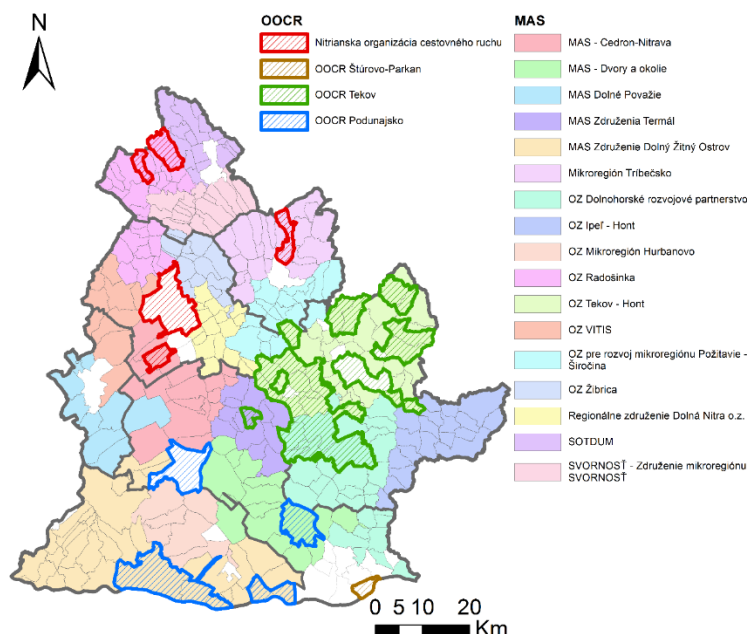 N
OOCR
Nitrianska organizácia cestovného ruchu
OOCR Štúrovo-Parkan
OOCR Tekov
OOCR Podunajsko
MAS
MAS - Cedron-Nitrava
MAS - Dvory a okolie
MAS Dolné Považie
MAS Združenia Termál
MAS Združenie Dolný Žitný Ostrov
Mikroregión Tribečsko
OZ Dolnohorské rozvojové partnerstvo
OZ Ipeľ - Hont
OZ Mikroregión Hurbanovo
OZ Radošinka
OZ Tekov - Hont
OZ VITIS
OZ pre rozvoj mikroregiónu Požitavie -
Širočina
OZ Žibrica
Regionálne združenie Dolná Nitra o.z.
SOTDUM
SVORNOSŤ - Združenie mikroregiónu
SVORNOSŤ
0 5 10 20
Km